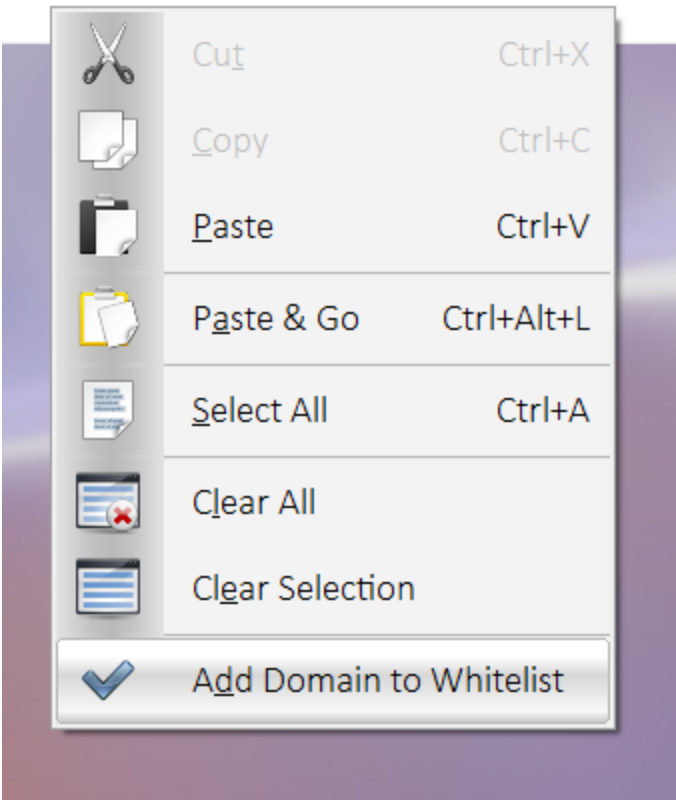 Cut Ctrl+X
Copy Ctrl+C
Paste Ctrl+V
Paste & Go Ctrl+Alt+L
Select All Ctrl+A
Clear All
Clear Selection
Add Domain to Whitelist